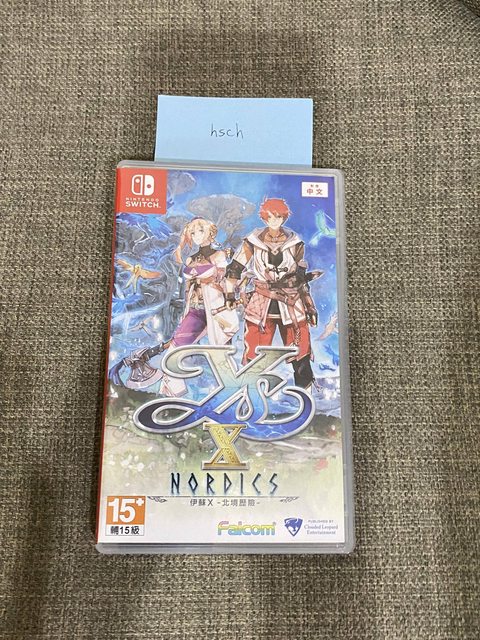 hsch
NINTENDO
SWITCH
中文
Ys
X
NORDICS
伊蘇X -北境歷險-
15+
輔15級
Falcom
PUBLISHED BY
Clouded Leopard
Entertainment